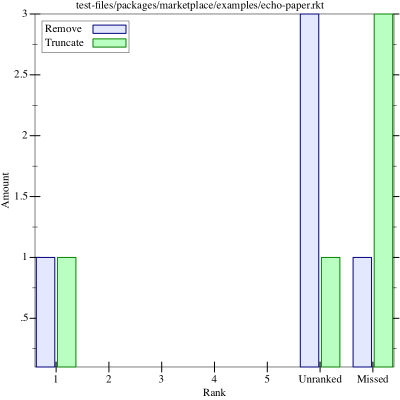 test-files/packages/marketplace/examples/echo-paper.rkt
Remove
Truncate
3
2.5
2
1.5
1
.5
Amount
1 2 3 4 5 Unranked Missed
Rank